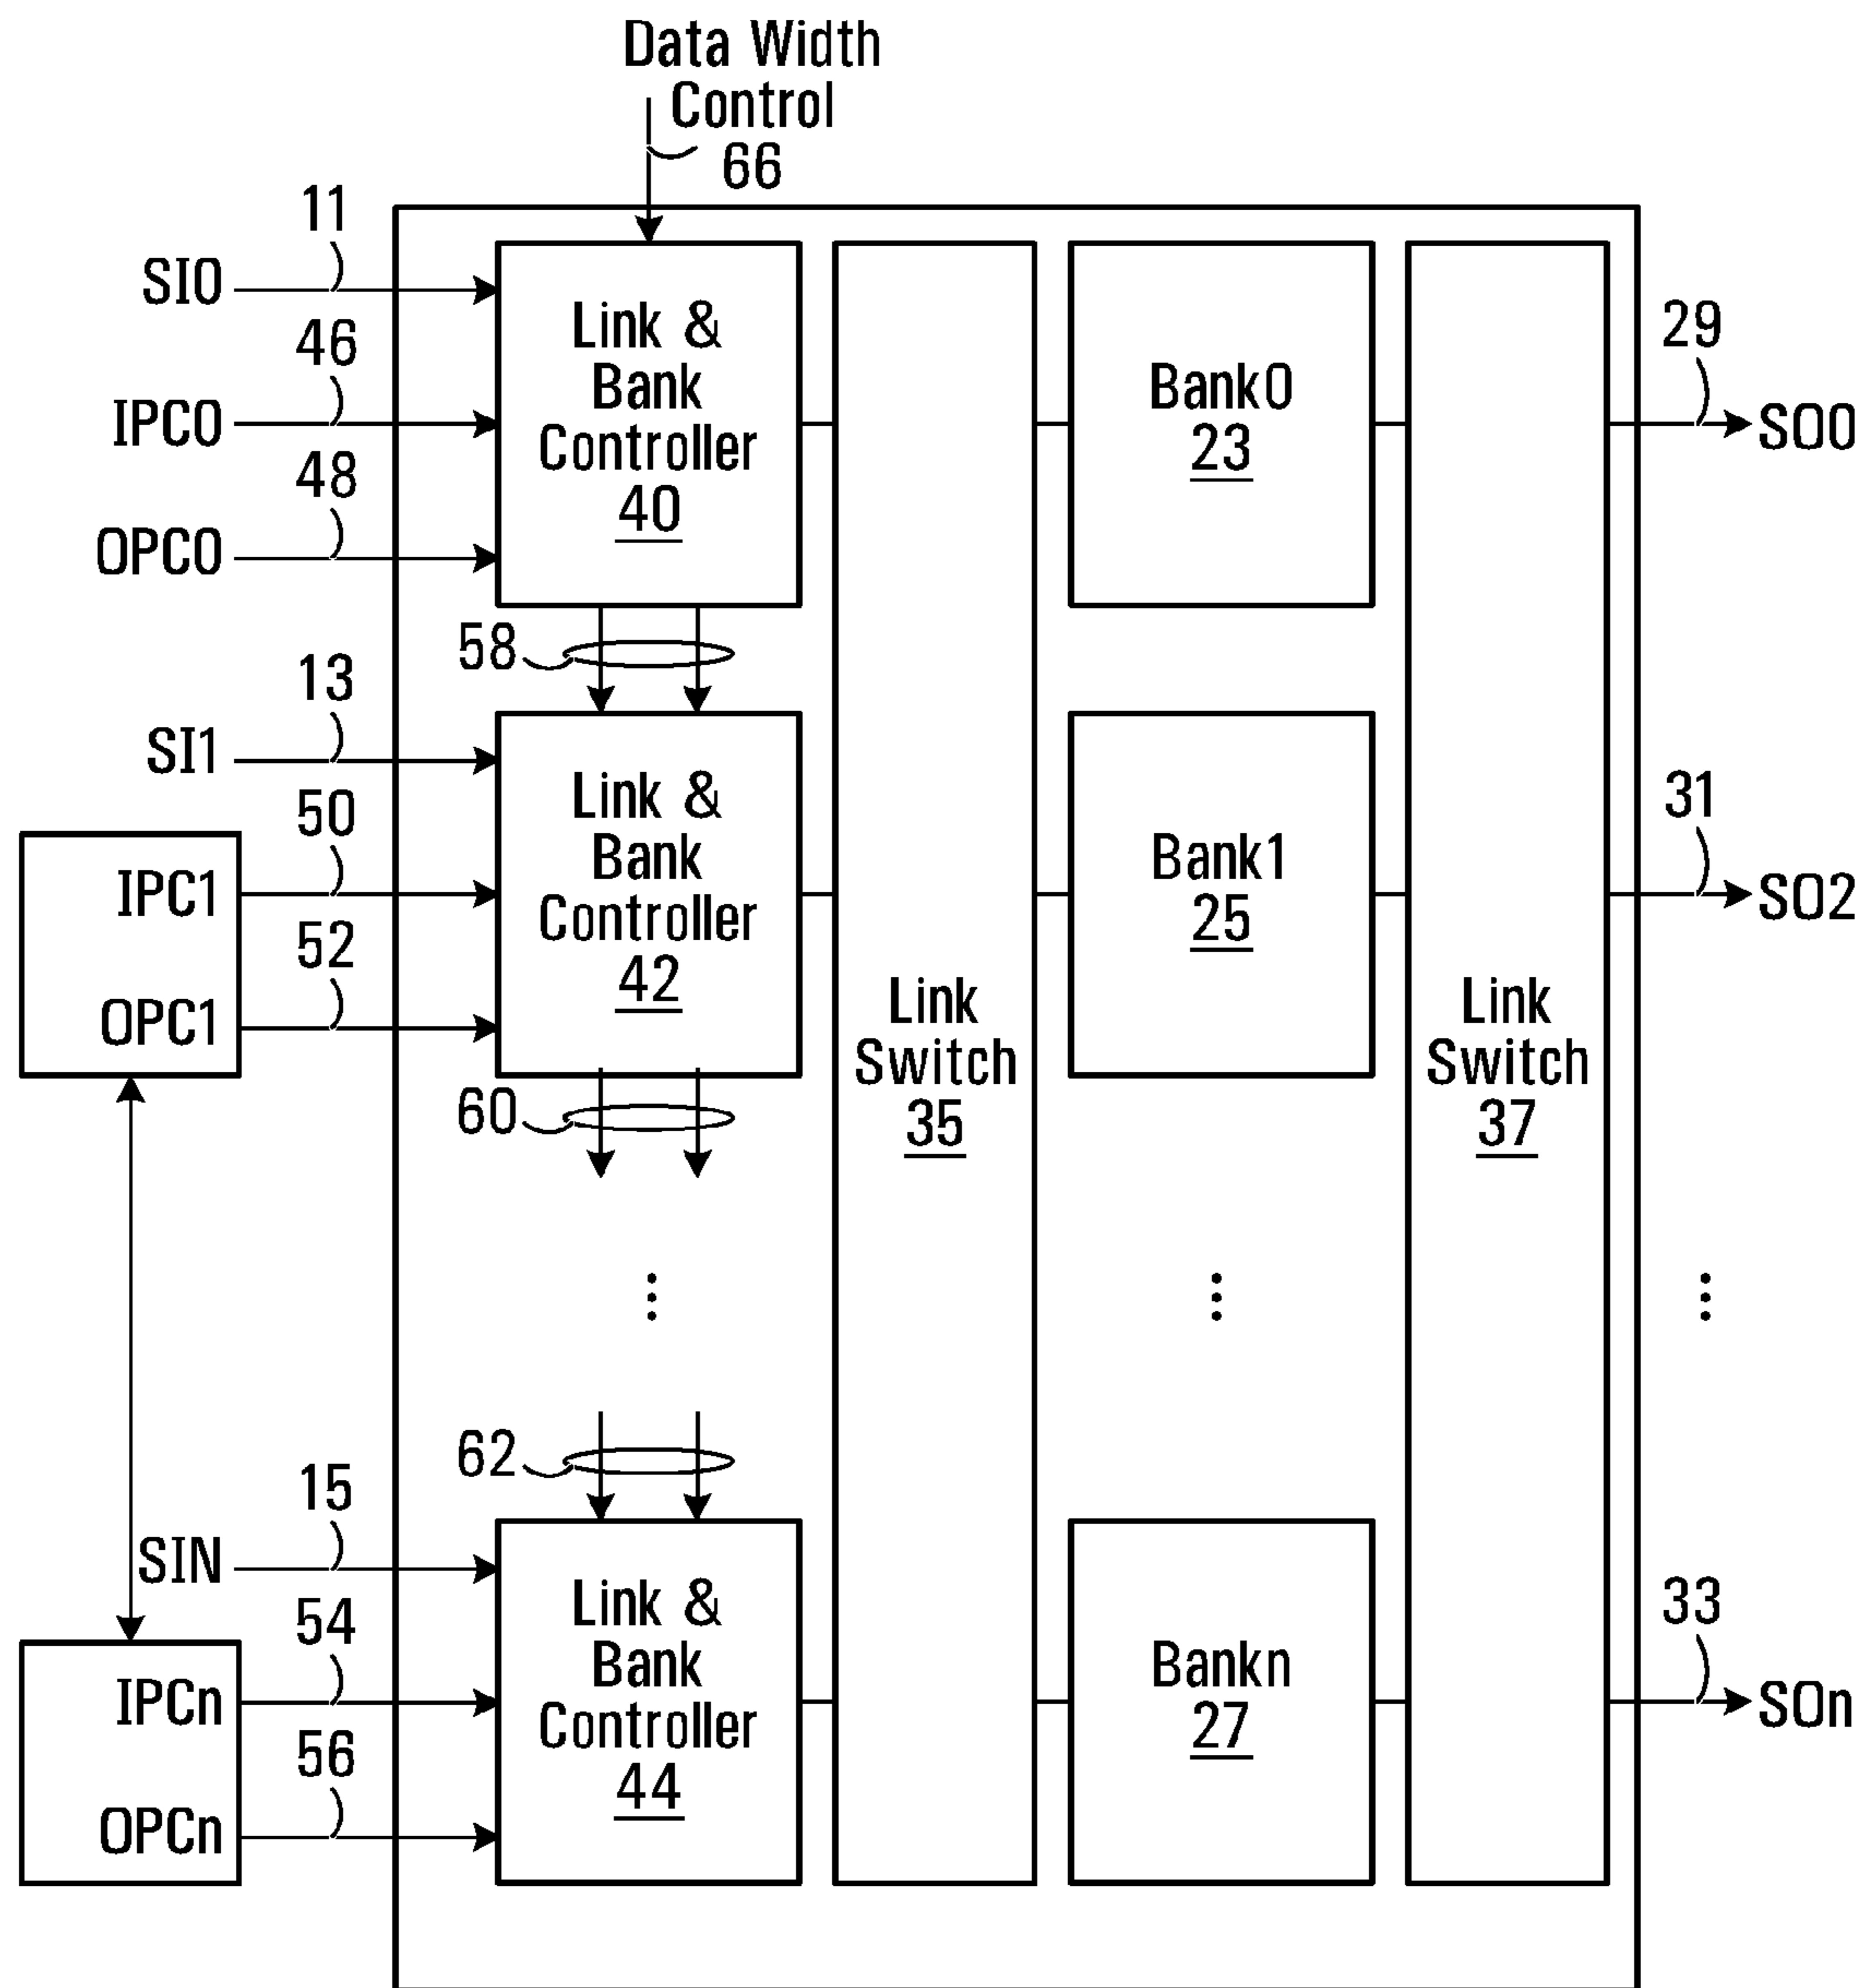 Data Width
Control
66
11
SI0
46
IPC0
48
OPC0
Link &
Bank
Controller
40
Bank0
23
29
SO0
58
13
SI1
50
IPC1
52
OPC1
Link &
Bank
Controller
42
Bank1
25
31
SO2
60
Link
Switch
35
Link
Switch
37
62
15
SIN
54
IPCn
56
OPCn
Link &
Bank
Controller
44
Bankn
27
33
SOn